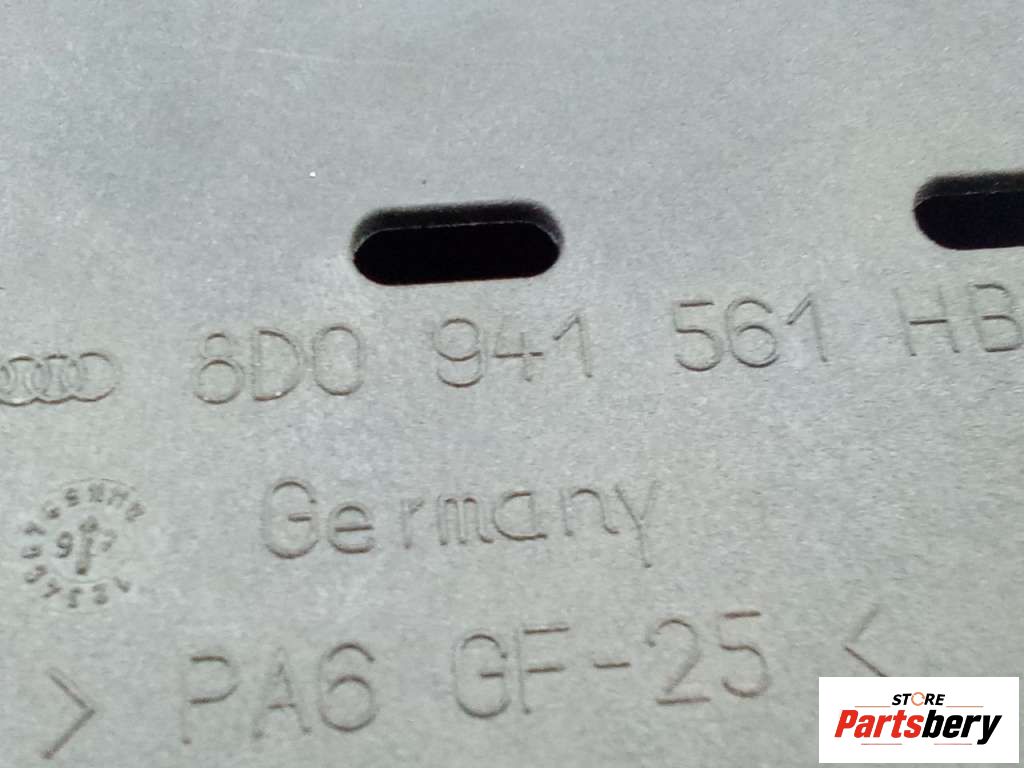 8D0 941 561 HB
Germany
> PA6 GF-25 <
STORE
Partsbery